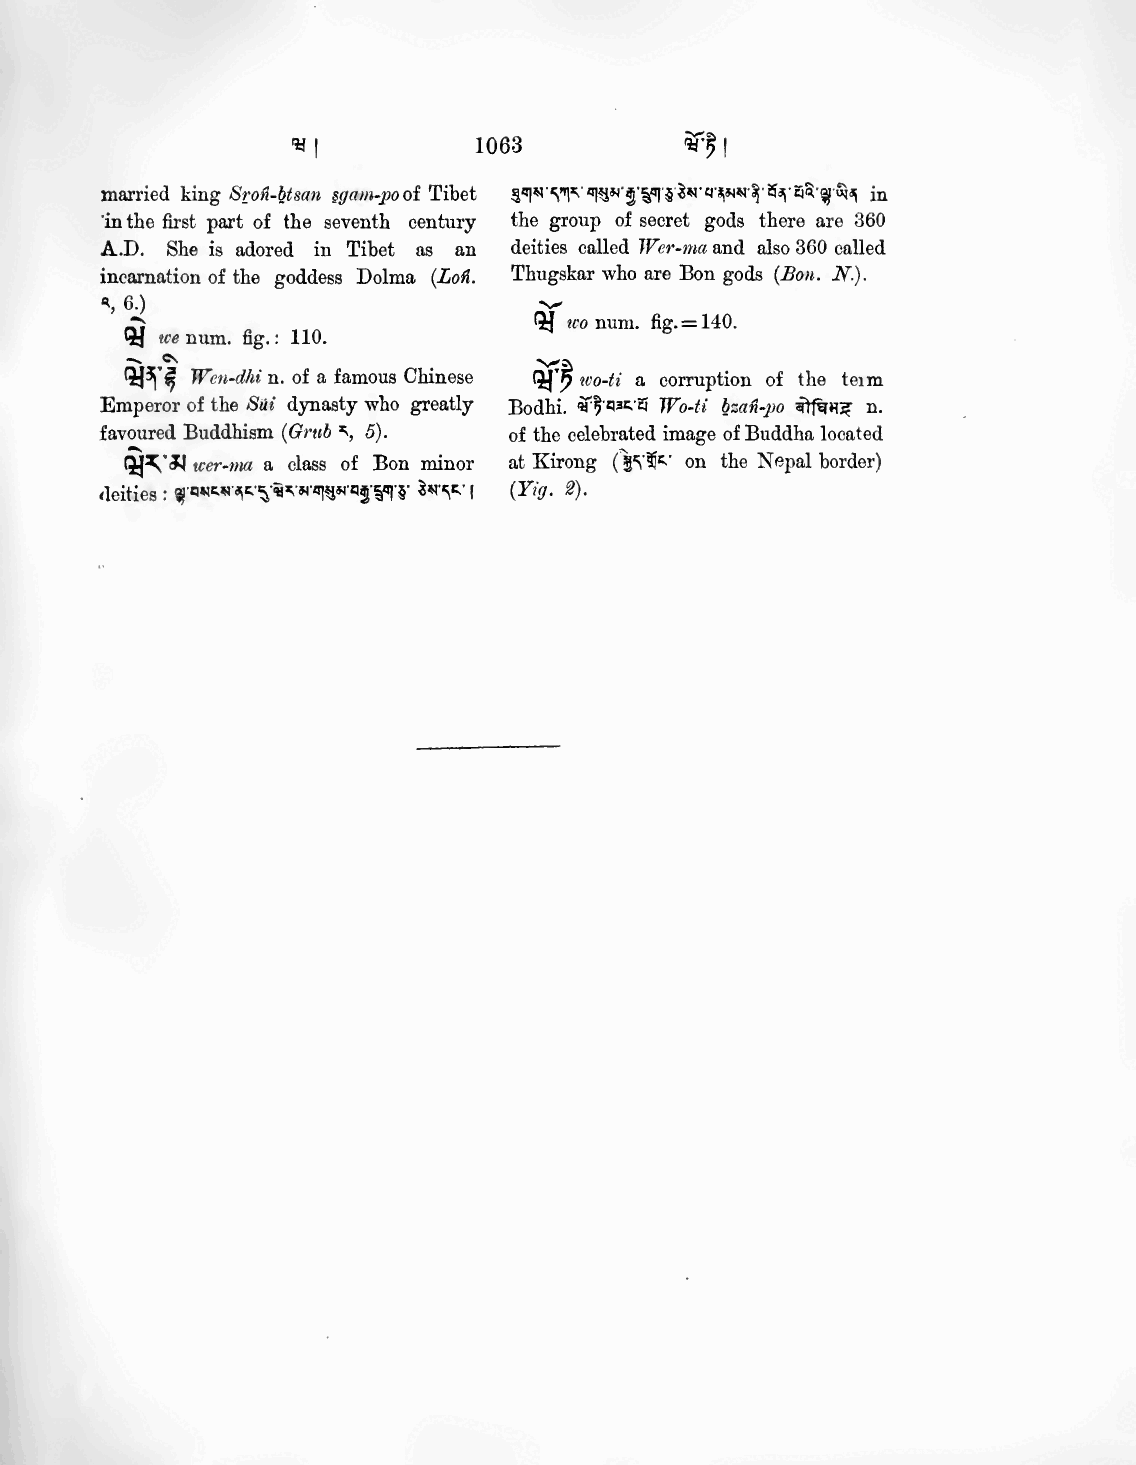 ཝ། 1063 ཝོ་ཏི།
married king Sroñ-btsan sgam-po of Tibet
in the first part of the seventh century
A.D. She is adored in Tibet as an
incarnation of the goddess Dolma (Loñ.
༢, 6.)
ཝེ we num. fig.: 110.
ཝེན་དྷི Wen-dhi n. of a famous Chinese
Emperor of the Süi dynasty who greatly
favoured Buddhism (Grub ༢, 5).
ཝེར་མ wer-ma a class of Bon minor
deities: ལྷ་གསངས་ནང་དུ་ཝེར་མ་གསུམ་བརྒྱ་དྲུག་ཅུ་ ཅེས་དང་།
ཐུགས་དཀར་གསུམ་རྒྱ་དྲུག་ཅུ་ཅེས་པ་རྣམས་ནི་བོན་པོའི་ལྷ་ཡིན in
the group of secret gods there are 360
deities called Wer-ma and also 360 called
Thugskar who are Bon gods (Bon. N.).
ཝོ wo num. fig.=140.
ཝོ་ཏི wo-ti a corruption of the term
Bodhi. ཝོ་ཏི་བཟང་པོ Wo-ti bzañ-po बोधिभद्र n.
of the celebrated image of Buddha located
at Kirong (སྐྱིད་གྲོང་ on the Nepal border)
(Yig. 2).